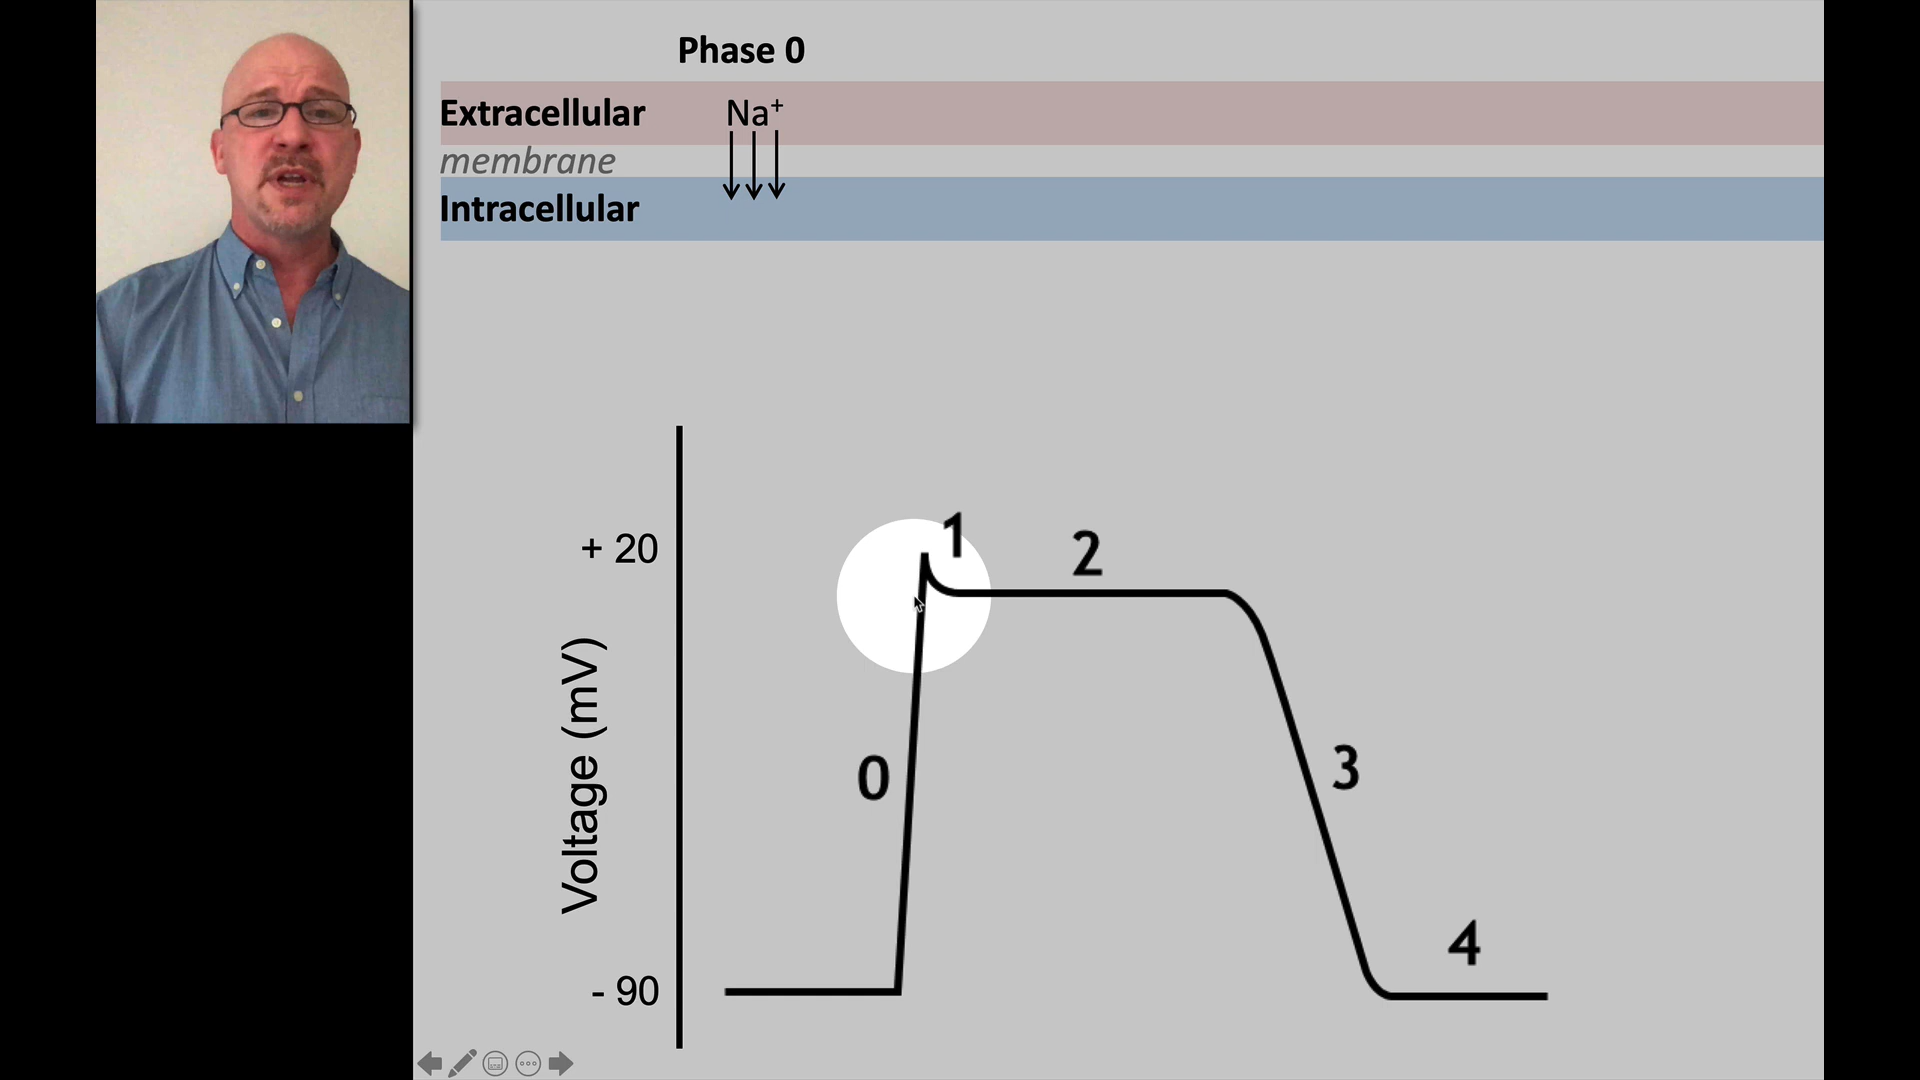 Phase 0
Extracellular
Na⁺
membrane
Intracellular
1
2
+ 20
Voltage (mV)
0
3
4
- 90